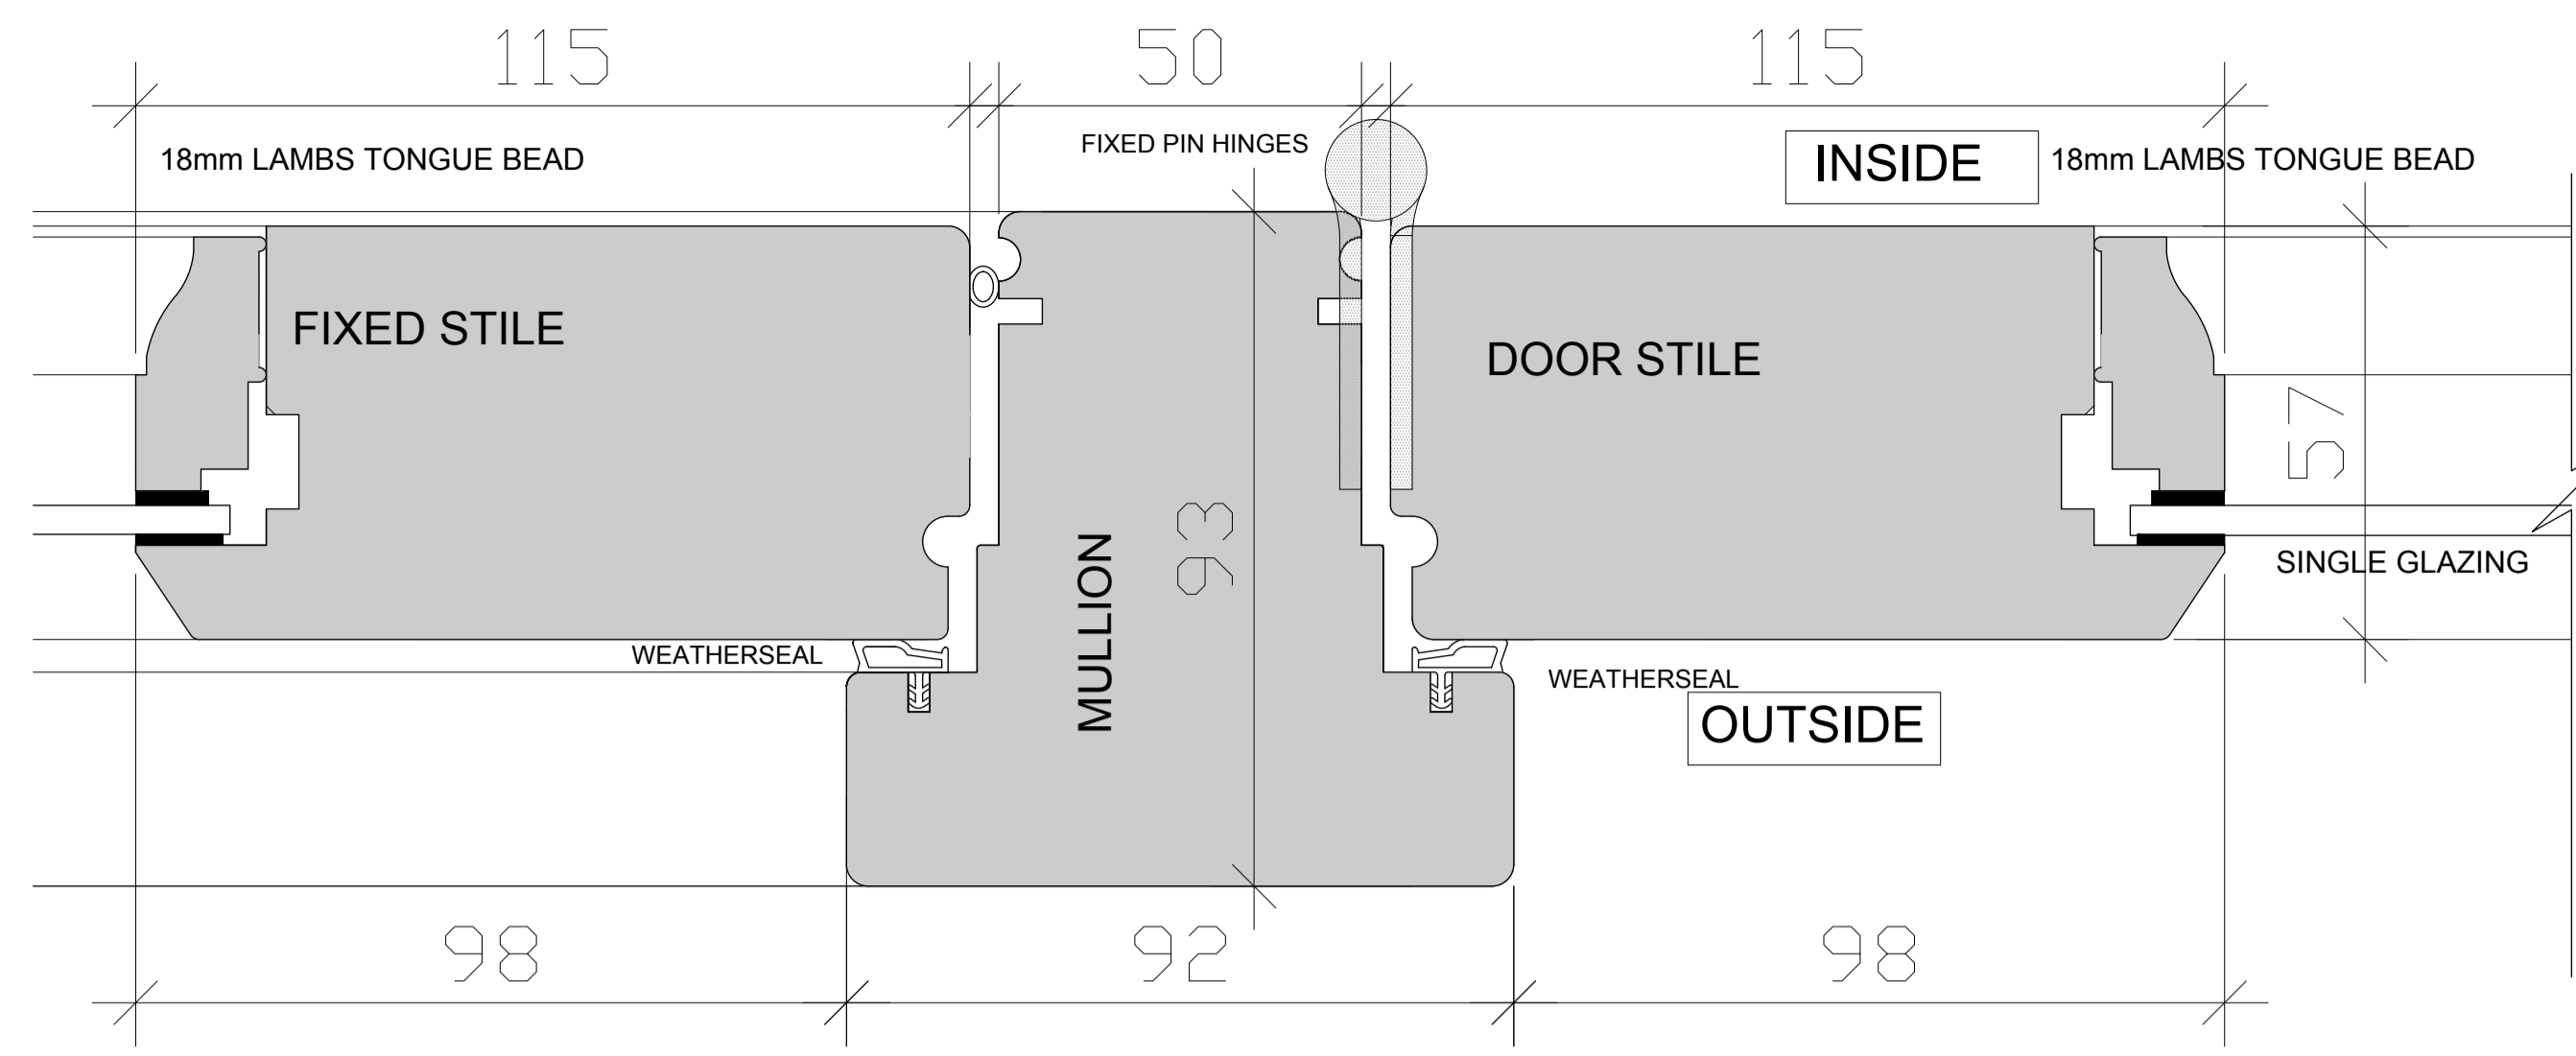 115
50
115
FIXED PIN HINGES
18mm LAMBS TONGUE BEAD
INSIDE
18mm LAMBS TONGUE BEAD
FIXED STILE
DOOR STILE
57
93
MULLION
SINGLE GLAZING
WEATHERSEAL
WEATHERSEAL
OUTSIDE
98
92
98